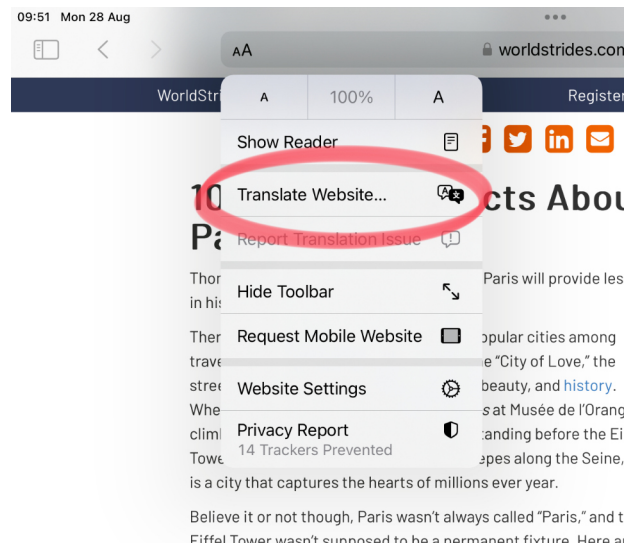 09:51 Mon 28 Aug
AA
worldstrides.com
WorldStri
Register
A 100% A
Show Reader
Translate Website...
cts Abou
Report Translation Issue
Thor
Paris will provide les
in his
Hide Toolbar
Ther
opular cities among
Request Mobile Website
trave
e “City of Love,” the
stree
beauty, and history.
Website Settings
Whe
s at Musée de l’Orang
climb
tanding before the Ei
Privacy Report
14 Trackers Prevented
Towe
epes along the Seine,
is a city that captures the hearts of millions ever year.
Believe it or not though, Paris wasn’t always called “Paris,” and t
Eiffel Tower wasn’t supposed to be a permanent fixture. Here a